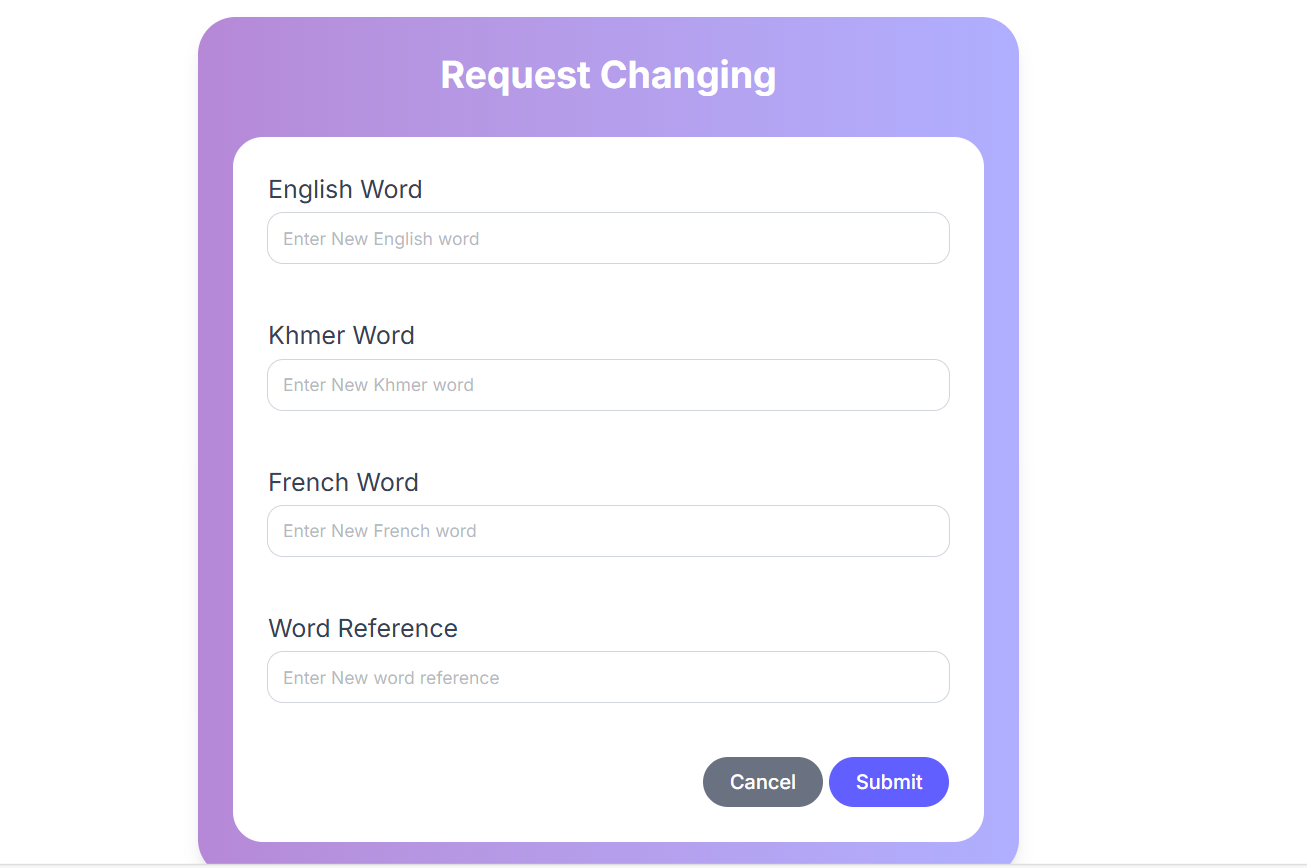 Request Changing
English Word
Enter New English word
Khmer Word
Enter New Khmer word
French Word
Enter New French word
Word Reference
Enter New word reference
Cancel Submit